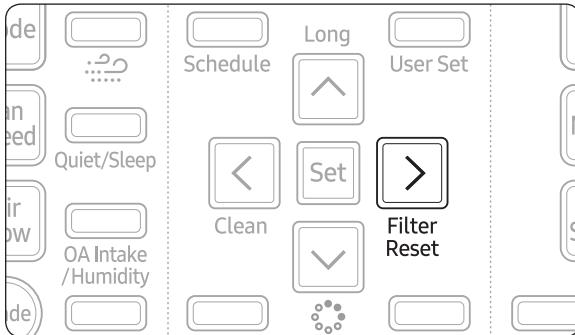 Long
Schedule
User Set
Quiet/Sleep
Set
Clean
Filter
Reset
OA Intake
/Humidity